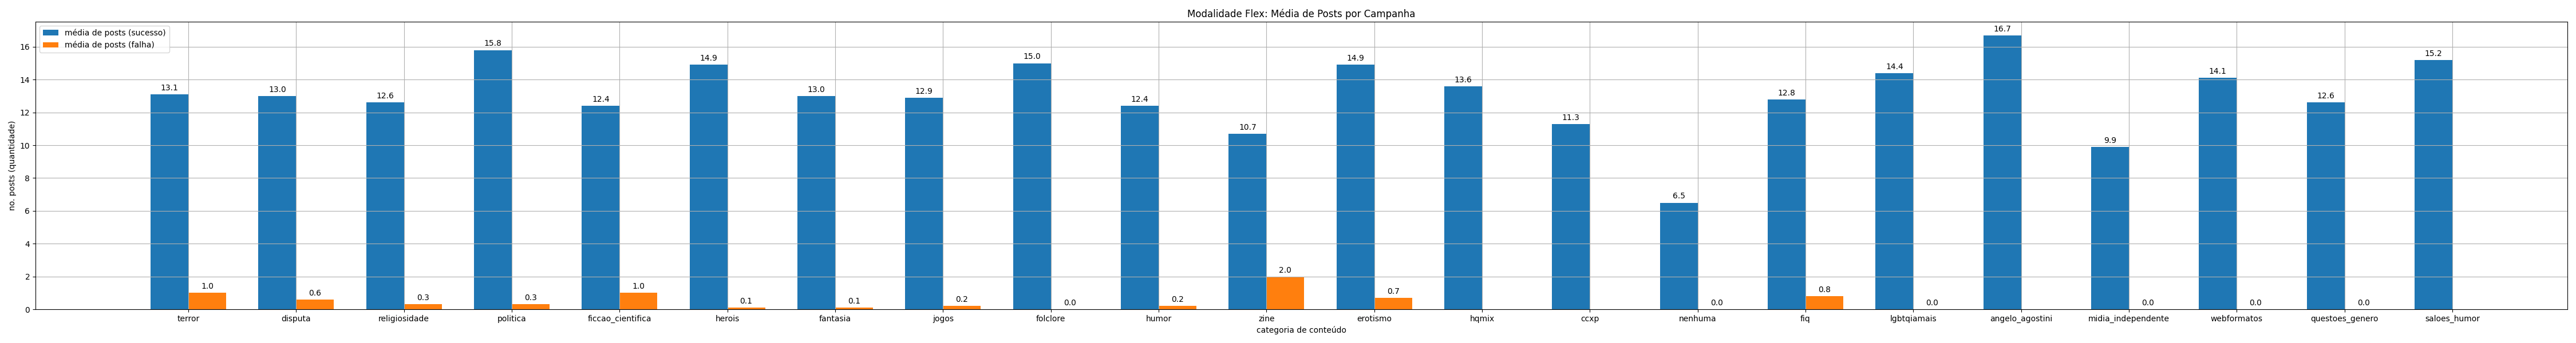 Modalidade Flex: Média de Posts por Campanha
média de posts (sucesso)
média de posts (falha)
no. posts (quantidade)
16
14
12
10
8
6
4
2
0
13.1
1.0
13.0
0.6
12.6
0.3
15.8
0.3
12.4
1.0
14.9
0.1
13.0
0.1
12.9
0.2
15.0
0.0
12.4
0.2
10.7
2.0
14.9
0.7
13.6
11.3
6.5
0.0
12.8
0.8
14.4
0.0
16.7
9.9
0.0
14.1
0.0
12.6
0.0
15.2
terror
disputa
religiosidade
politica
ficcao_cientifica
herois
fantasia
jogos
folclore
humor
zine
erotismo
hqmix
ccxp
nenhuma
fiq
lgbtqiamais
angelo_agostini
midia_independente
webformatos
questoes_genero
saloes_humor
categoria de conteúdo